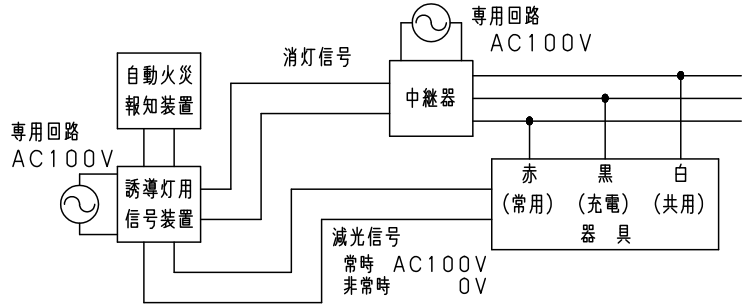 専用回路
AC100V
消灯信号
自動火災
報知装置
中継器
専用回路
AC100V
誘導灯用
信号装置
赤 黒 白
(常用) (充電) (共用)
器 具
減光信号
常時 AC100V
非常時 0V